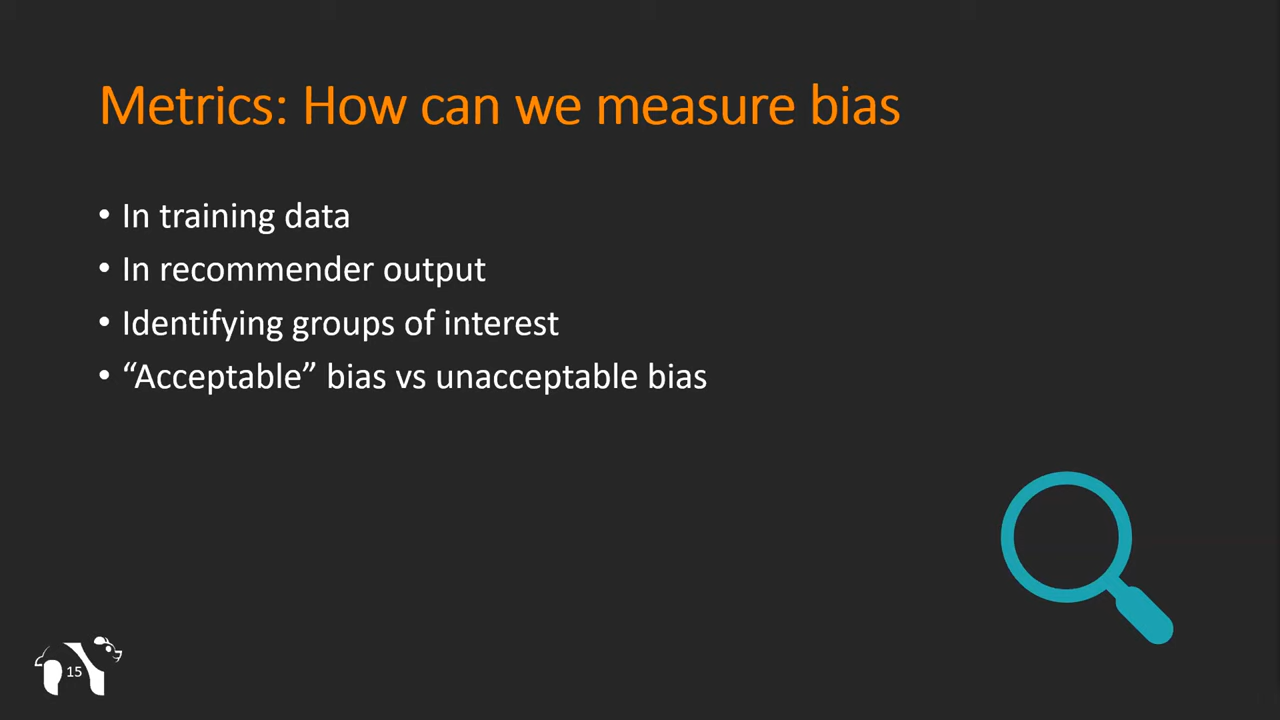 Metrics: How can we measure bias
• In training data
• In recommender output
• Identifying groups of interest
• “Acceptable” bias vs unacceptable bias
15